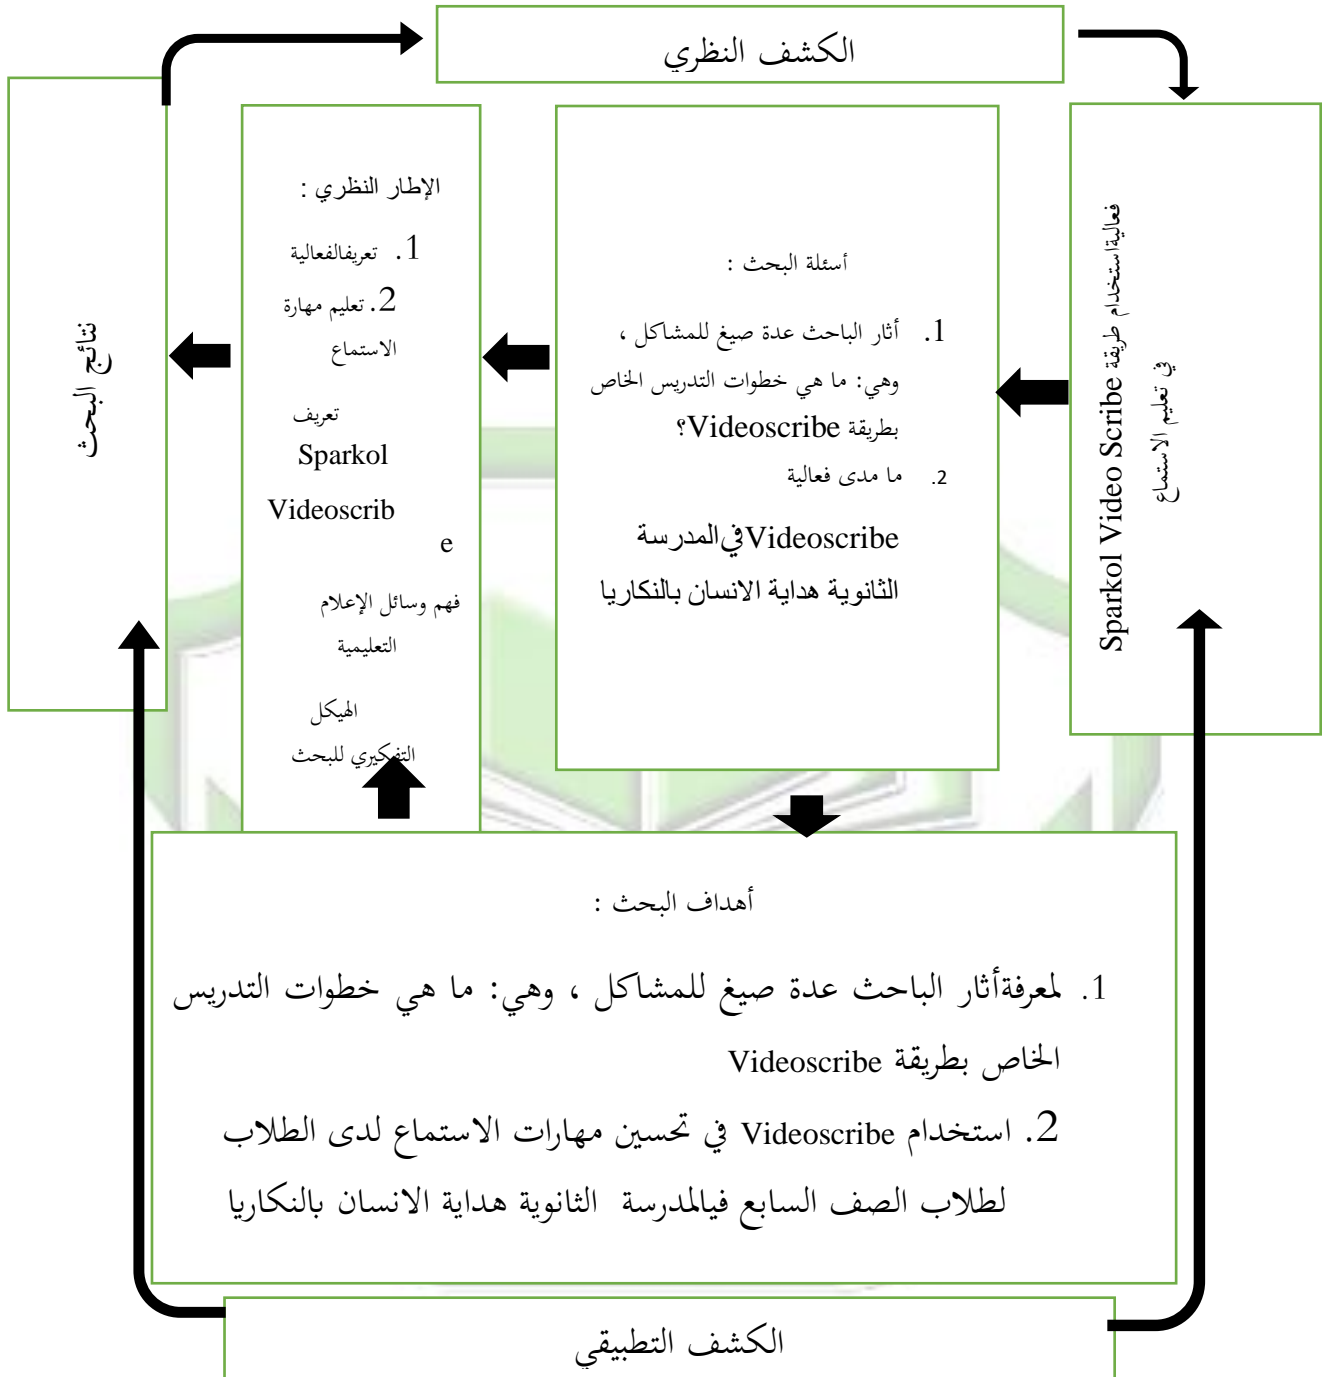 الكشف النظري
فعاليةاستخدام طريقة Sparkol Video Scribe
في تعليم الاستماع
أسئلة البحث :
1. أثار الباحث عدة صيغ للمشاكل ،
وهي: ما هي خطوات التدريس الخاص
بطريقة Videoscribe؟
2. ما مدى فعالية
Videoscribeفي المدرسة
الثانوية هداية الانسان بالنكاريا
الإطار النظري :
1. تعريفالفعالية
2. تعليم مهارة
الاستماع
تعريف
Sparkol
Videoscrib
e
فهم وسائل الإعلام
التعليمية
الهيكل
التفكيري للبحث
نتائج البحث
أهداف البحث :
1. لمعرفةأثار الباحث عدة صيغ للمشاكل ، وهي: ما هي خطوات التدريس
الخاص بطريقة Videoscribe
2. استخدام Videoscribe في تحسين مهارات الاستماع لدى الطلاب
لطلاب الصف السابع فيالمدرسة الثانوية هداية الانسان بالنكاريا
الكشف التطبيقي